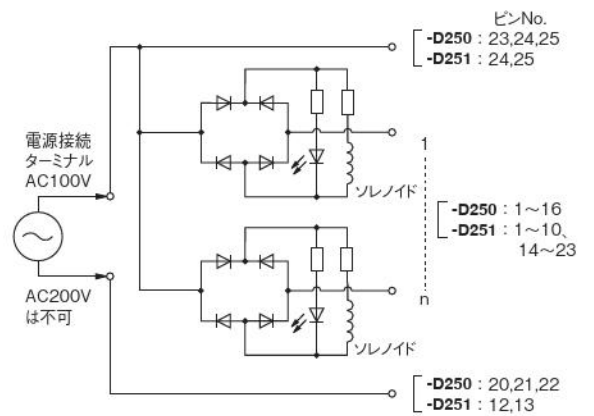 ピンNo.
-D250：23,24,25
-D251：24,25
電源接続
ターミナル
AC100V
1
ソレノイド
-D250：1～16
-D251：1～10、
14～23
AC200V
は不可
n
ソレノイド
-D250：20,21,22
-D251：12,13